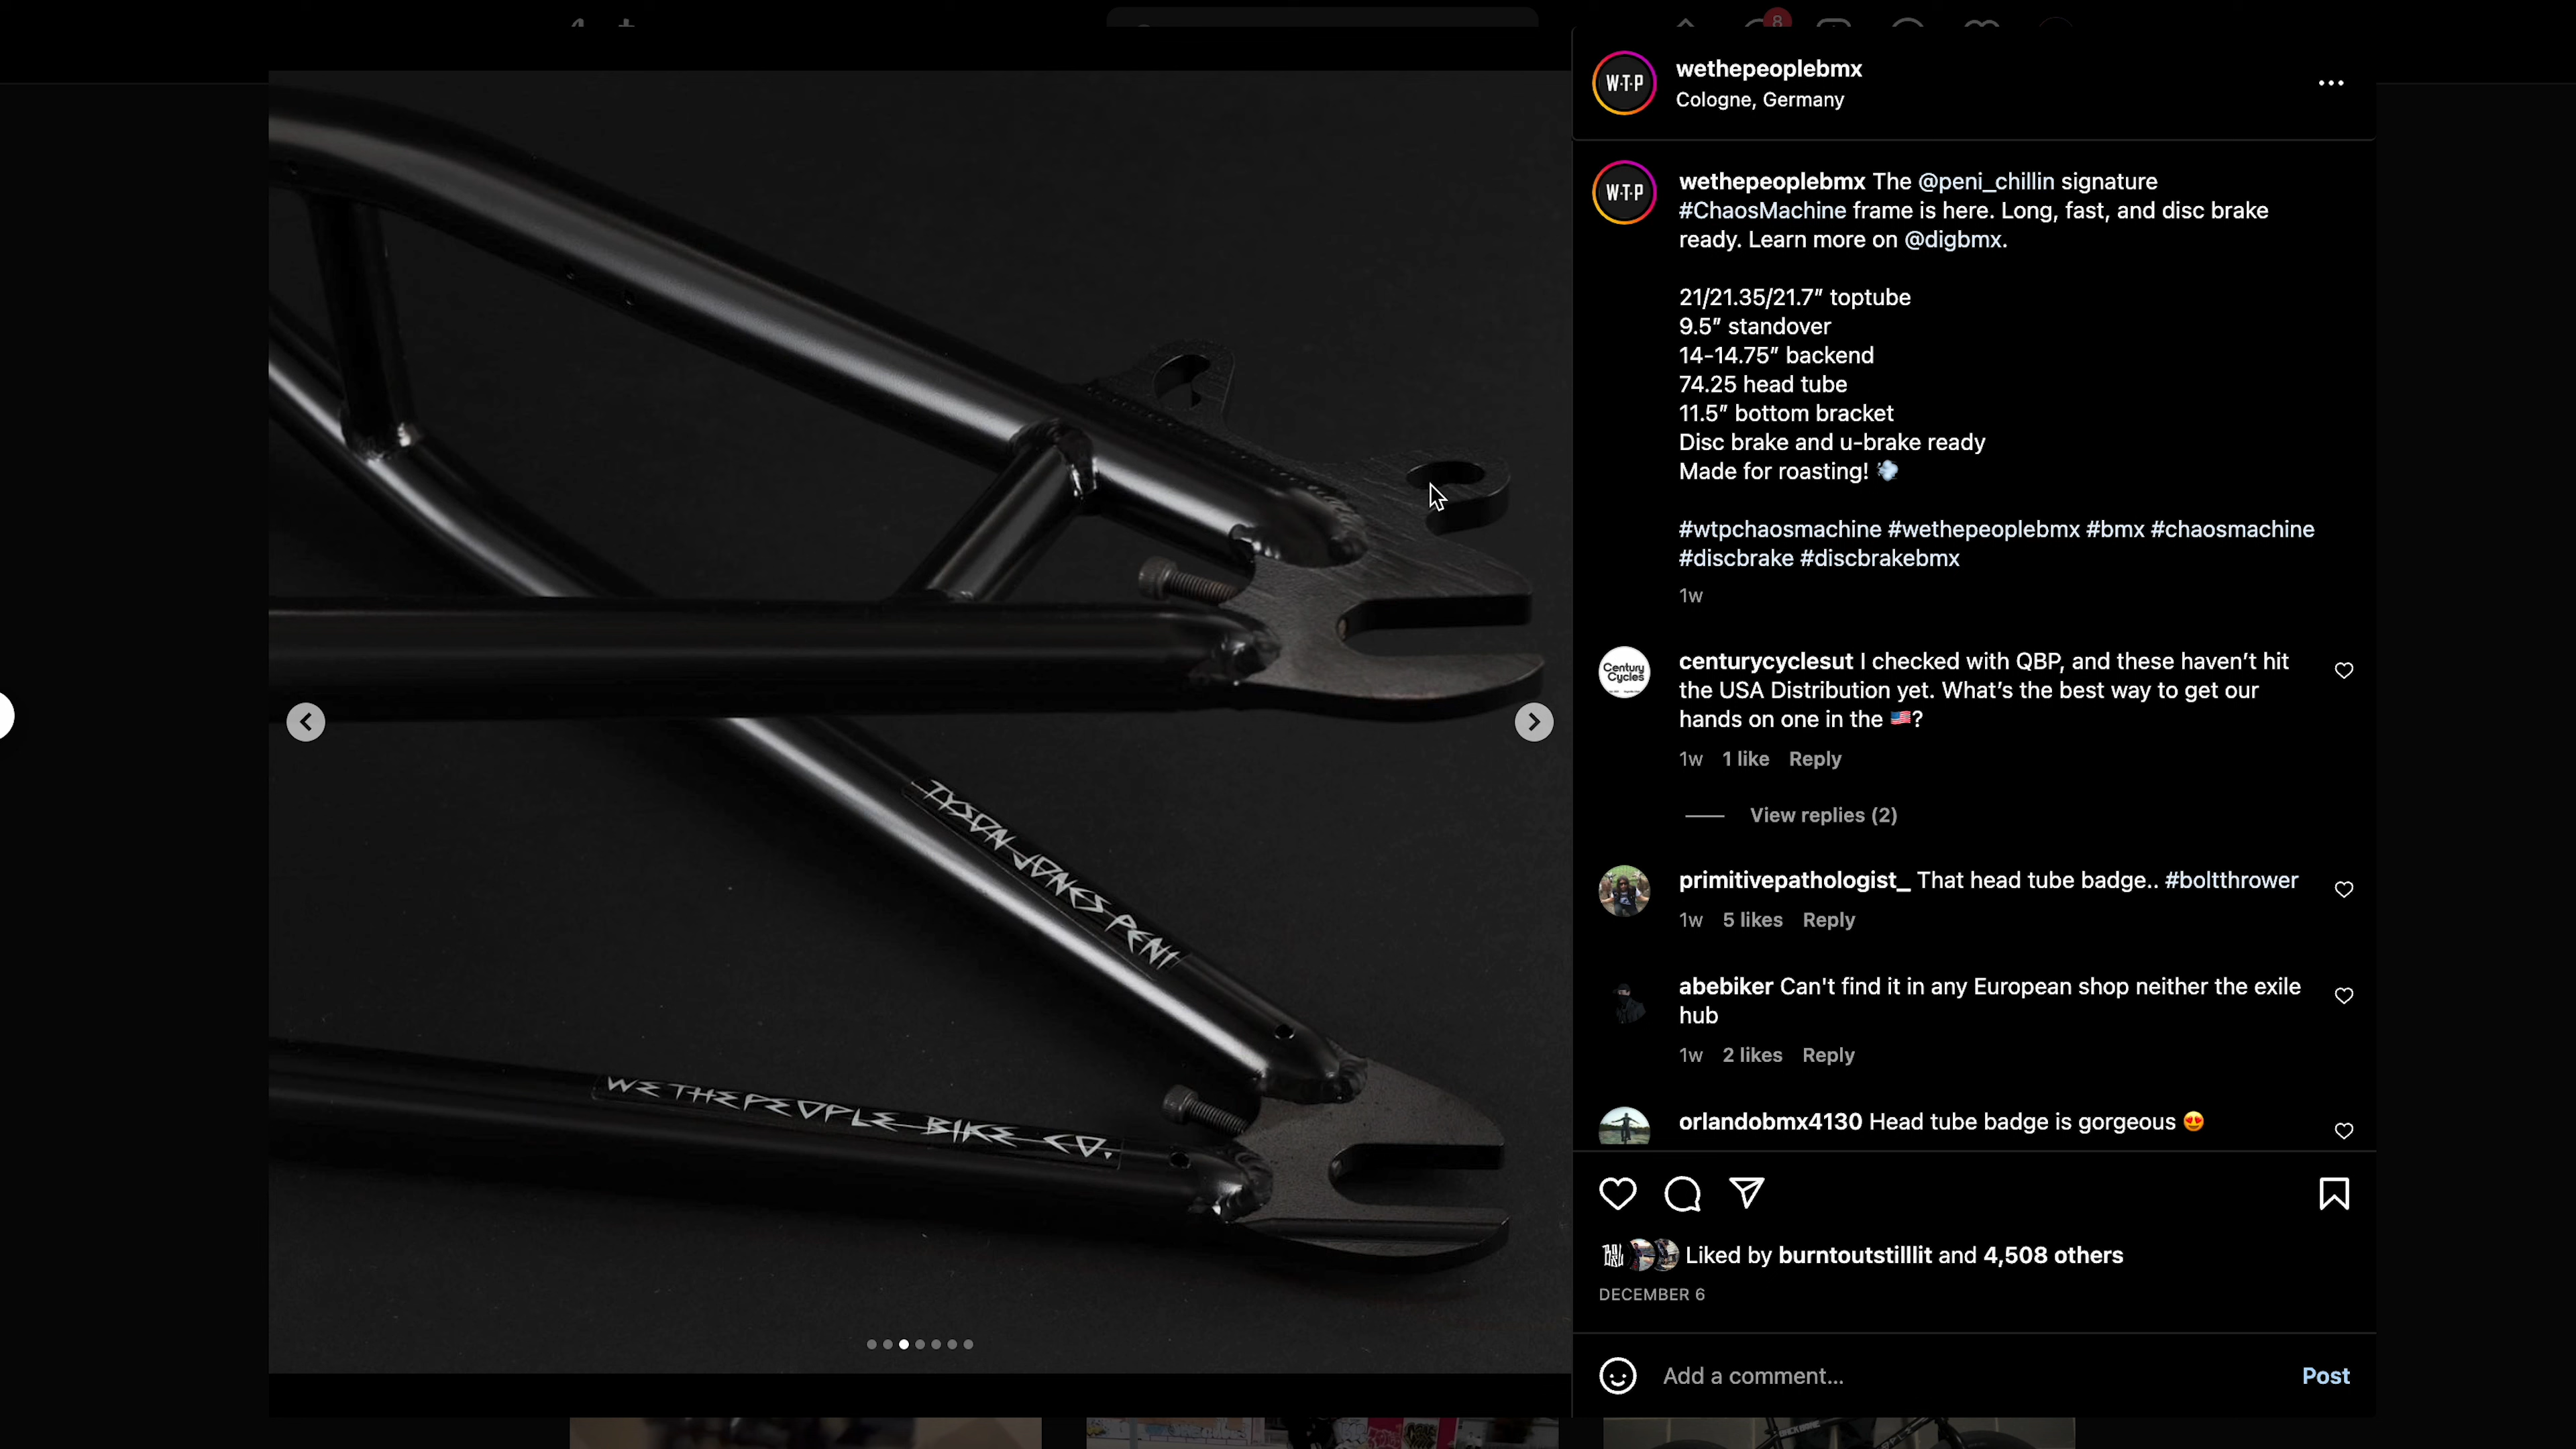 8
W·T·P
wethepeoplebmx
Cologne, Germany
W·T·P
wethepeoplebmx The @peni_chillin signature
#ChaosMachine frame is here. Long, fast, and disc brake
ready. Learn more on @digbmx.
21/21.35/21.7” toptube
9.5” standover
14-14.75” backend
74.25 head tube
11.5” bottom bracket
Disc brake and u-brake ready
Made for roasting! 💨
#wtpchaosmachine #wethepeoplebmx #bmx #chaosmachine
#discbrake #discbrakebmx
1w
Century
Cycles
centurycyclesut I checked with QBP, and these haven’t hit
the USA Distribution yet. What’s the best way to get our
hands on one in the 🇺🇸?
1w 1 like Reply
View replies (2)
primitivepathologist_ That head tube badge.. #boltthrower
1w 5 likes Reply
abebiker Can't find it in any European shop neither the exile
hub
1w 2 likes Reply
orlandobmx4130 Head tube badge is gorgeous 😍
Liked by burntoutstilllit and 4,508 others
DECEMBER 6
Add a comment...
Post
TYSON JONES PENI
WETHEPEOPLE BIKE CO.